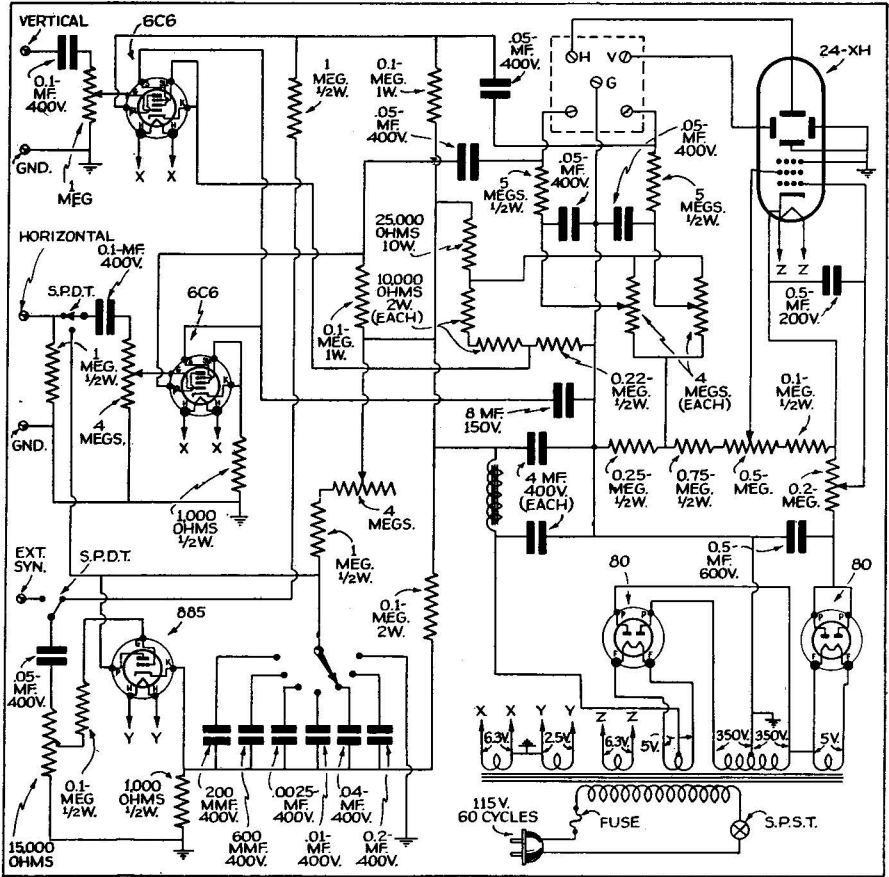 VERTICAL
0.1-
MF.
400V.
GND.
1
MEG
6C6
X X
1
MEG.
1/2W.
0.1-
MEG.
1W.
.05-
MF.
400V.
.05-
MF.
400V.
H V
G
24-XH
.05-
MF.
400V.
.05-
MF.
400V.
5
MEGS.
1/2W.
5
MEGS.
1/2W.
Z Z
0.5-
MF.
200V.
HORIZONTAL
0.1-MF.
400V.
S.P.D.T.
1
MEG.
1/2W.
4
MEGS.
GND.
6C6
X X
1,000
OHMS
1/2W.
25,000
OHMS
10W.
10,000
OHMS
2W.
(EACH)
0.1-
MEG.
1W.
0.22-
MEG.
1/2W.
4
MEGS.
(EACH)
0.1-
MEG.
1/2W.
8 MF.
150V.
4 MF.
400V.
(EACH)
0.25-
MEG.
1/2W.
0.75-
MEG.
1/2W.
0.5-
MEG.
0.2-
MEG.
0.5-
MF.
600V.
4
MEGS.
1
MEG.
1/2W.
0.1-
MEG.
2W.
EXT.
SYN.
S.P.D.T.
885
.05-
MF.
400V.
Y Y
0.1-
MEG
1/2W.
1,000
OHMS
1/2W.
15,000
OHMS
200
MMF.
400V.
600
MMF.
400V.
.0025-
MF.
400V.
.01-
MF.
400V.
.04-
MF.
400V.
0.2-
MF.
400V.
80
P P
F F
80
P P
F F
X X Y Y Z Z
6.3V. 2.5V. 6.3V. 5V. 350V. 350V. 5V.
115 V.
60 CYCLES
FUSE
S.P.S.T.